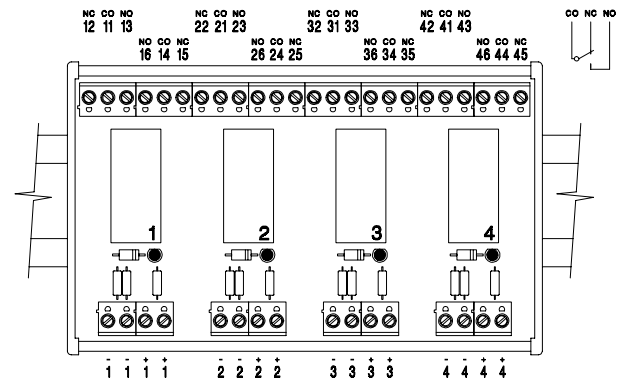 NC CO NO NC CO NO NC CO NO NC CO NO
12 11 13 22 21 23 32 31 33 42 41 43
NO CO NC NO CO NC NO CO NC NO CO NC
16 14 15 26 24 25 36 34 35 46 44 45
CO NC NO
1 2 3 4
- - + + - - + + - - + + - - + +
1 1 1 1 2 2 2 2 3 3 3 3 4 4 4 4